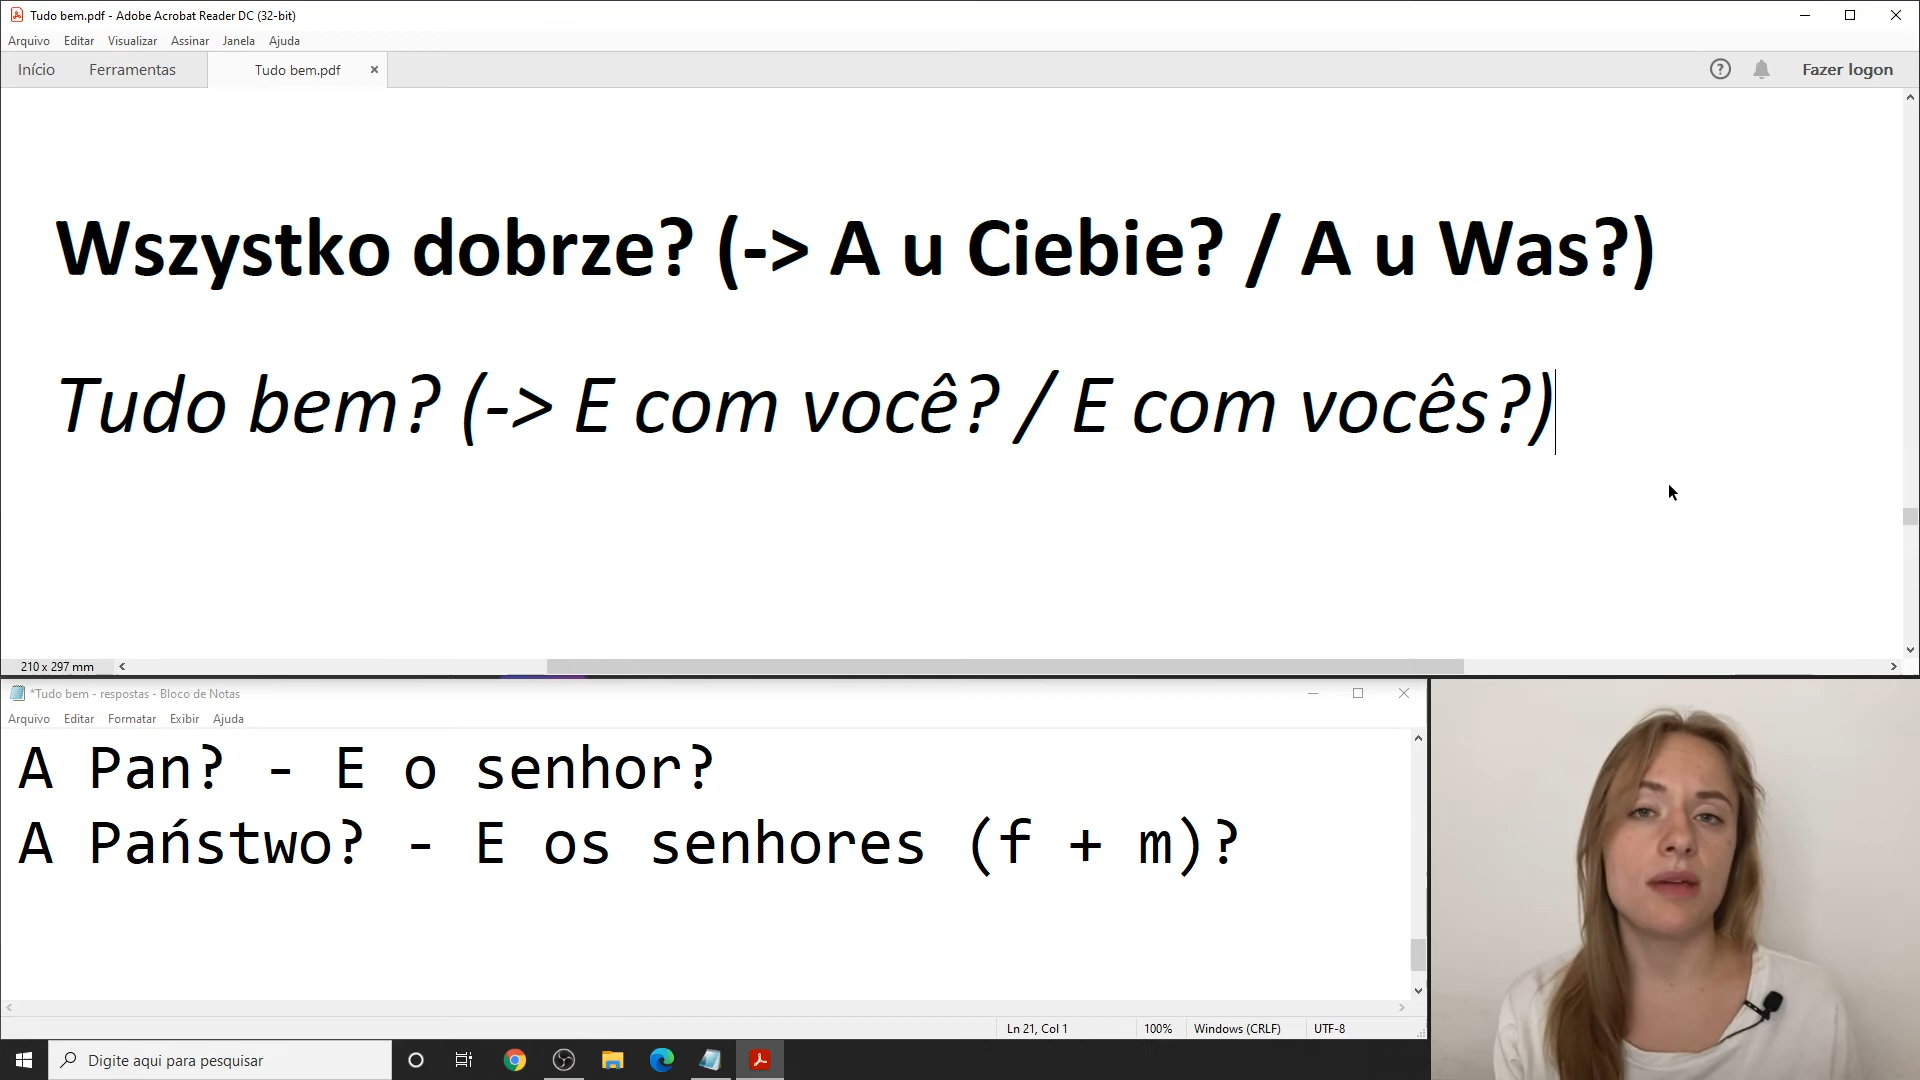 Tudo bem.pdf - Adobe Acrobat Reader DC (32-bit)
Arquivo Editar Visualizar Assinar Janela Ajuda
Início Ferramentas Tudo bem.pdf × ? Fazer logon
Wszystko dobrze? (-> A u Ciebie? / A u Was?)
Tudo bem? (-> E com você? / E com vocês?)
210 x 297 mm
*Tudo bem - respostas - Bloco de Notas
Arquivo Editar Formatar Exibir Ajuda
A Pan? - E o senhor?
A Państwo? - E os senhores (f + m)?
Ln 21, Col 1 100% Windows (CRLF) UTF-8
Digite aqui para pesquisar